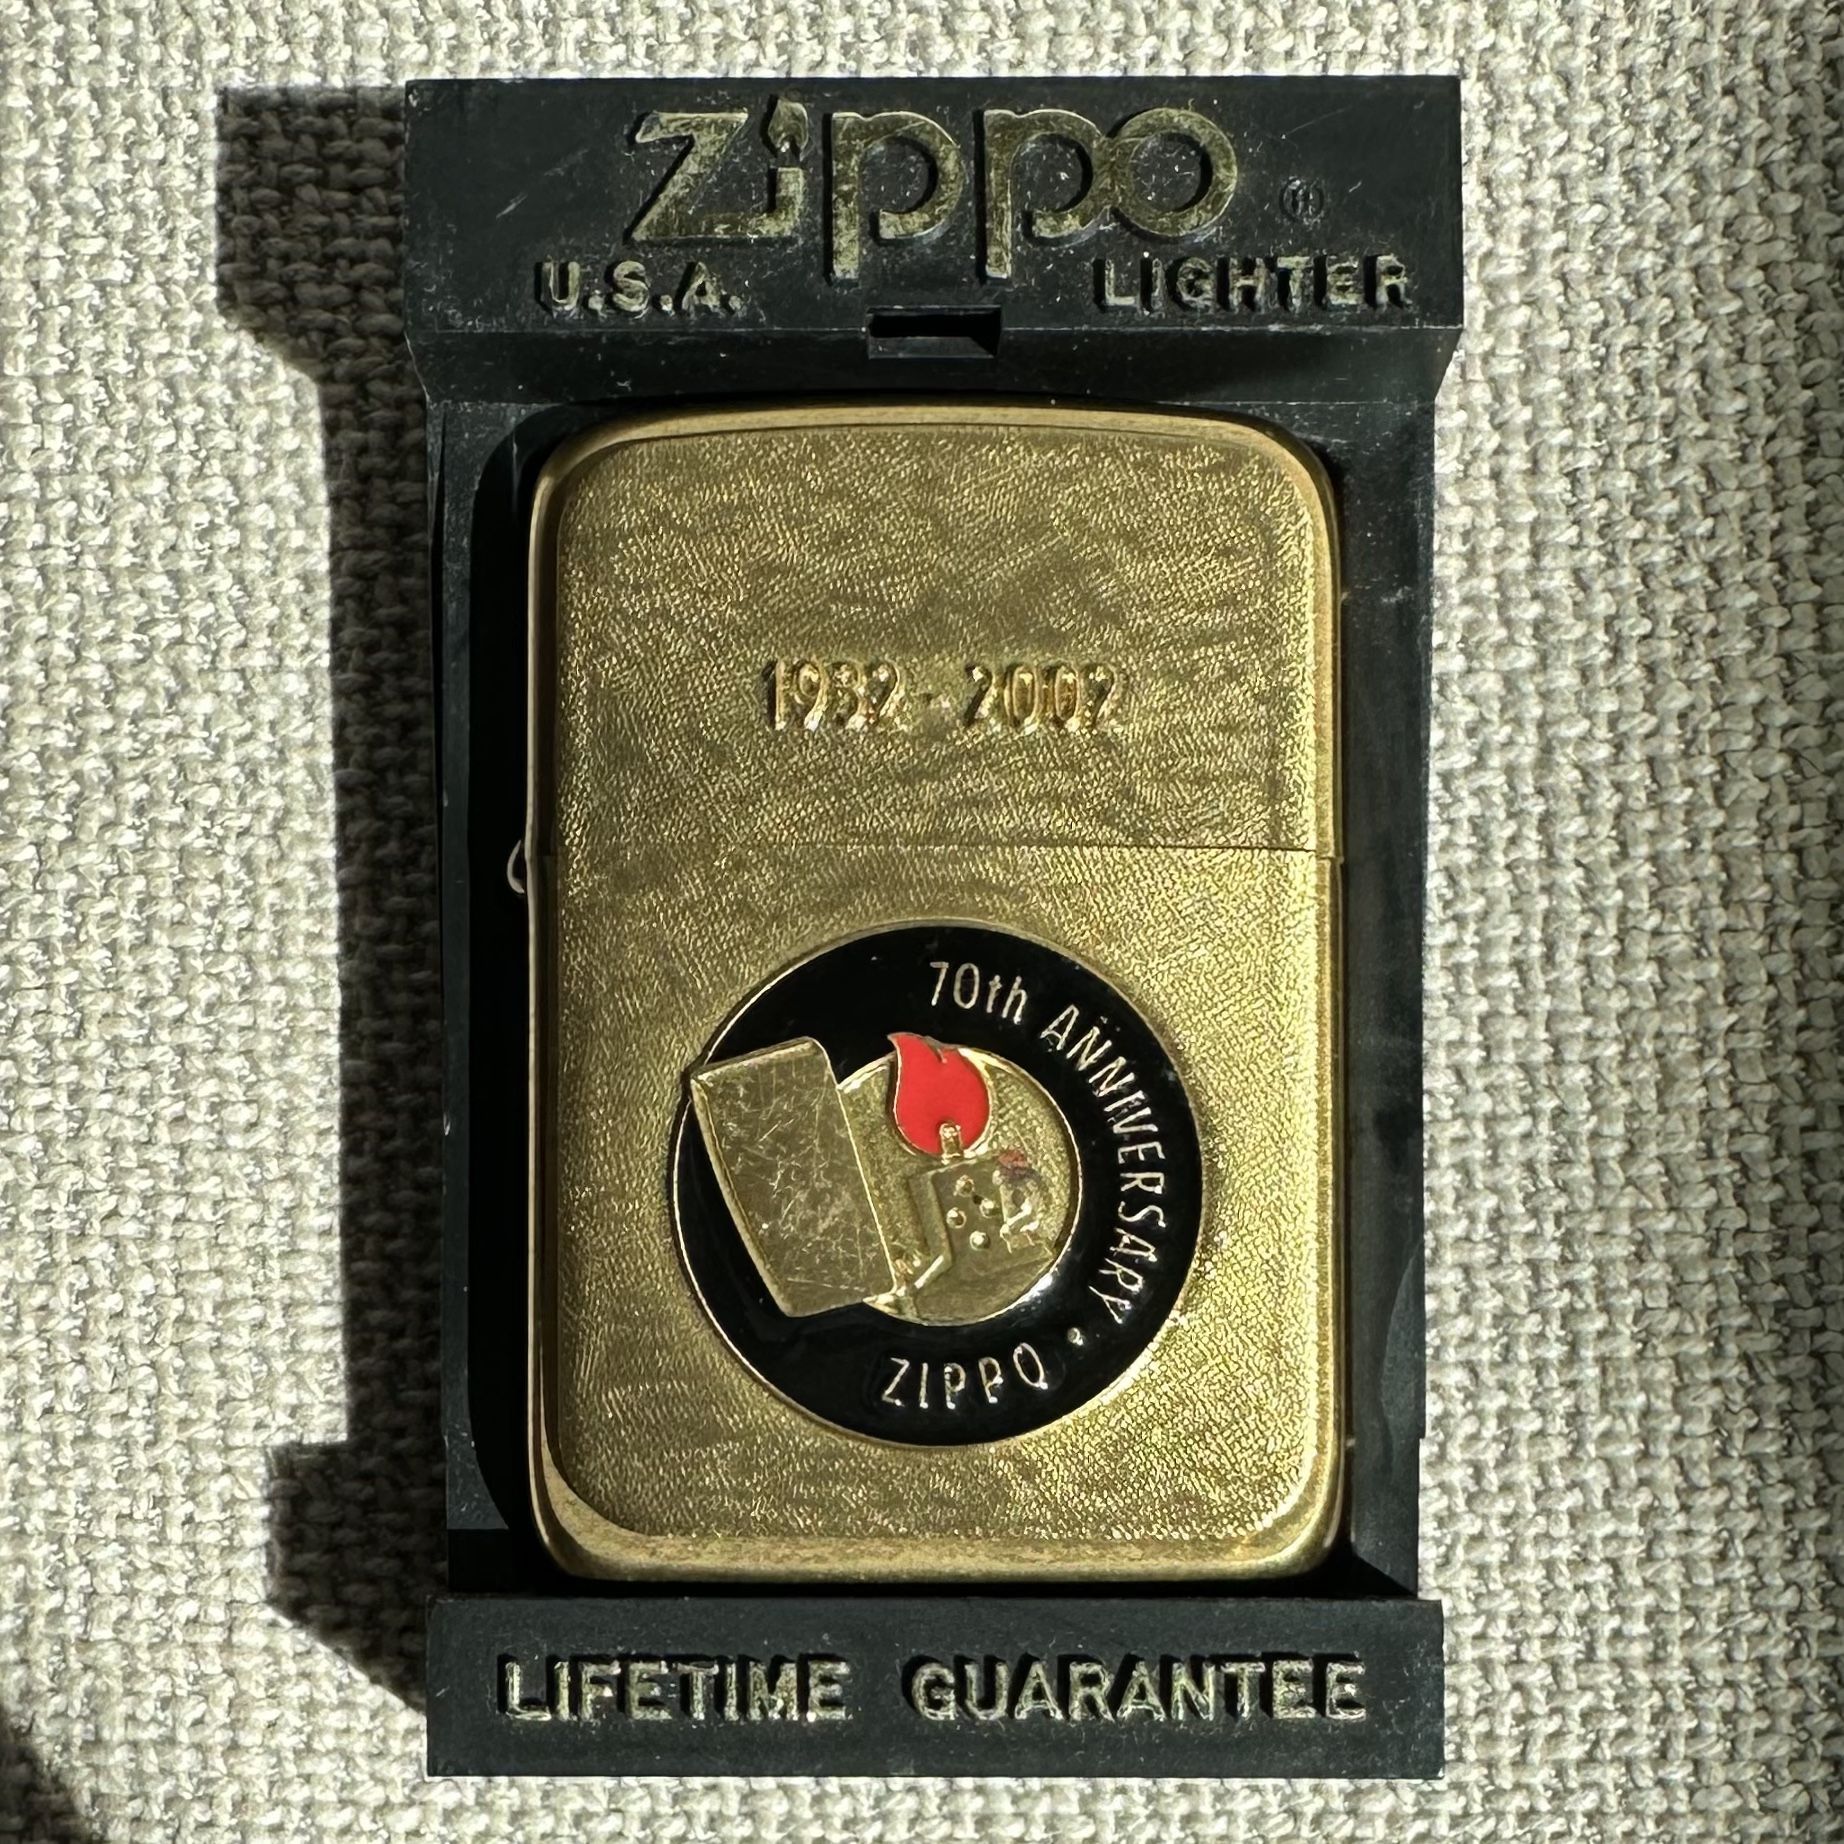 Zippo ®
U.S.A. LIGHTER
1932 - 2002
70th ANNIVERSARY • ZIPPO
LIFETIME GUARANTEE